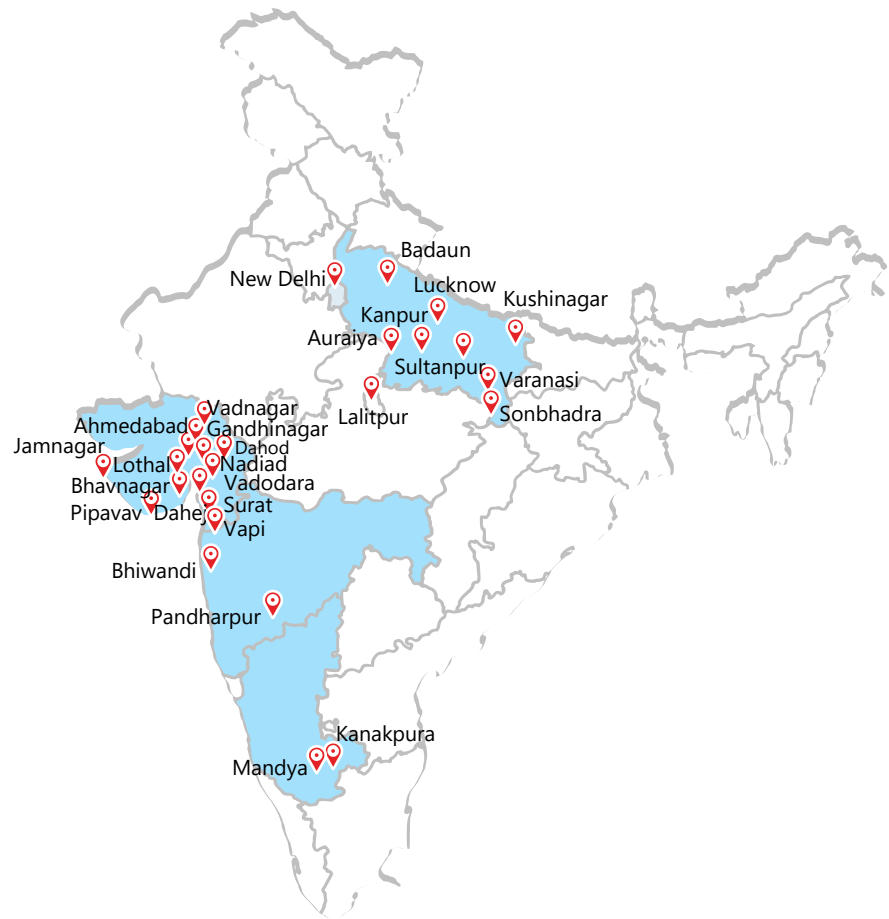 Badaun
New Delhi
Lucknow
Kushinagar
Kanpur
Auraiya
Sultanpur
Varanasi
Lalitpur
Sonbhadra
Vadnagar
Ahmedabad
Gandhinagar
Jamnagar
Dahod
Lothal
Nadiad
Bhavnagar
Vadodara
Surat
Pipavav
Dahej
Vapi
Bhiwandi
Pandharpur
Kanakpura
Mandya